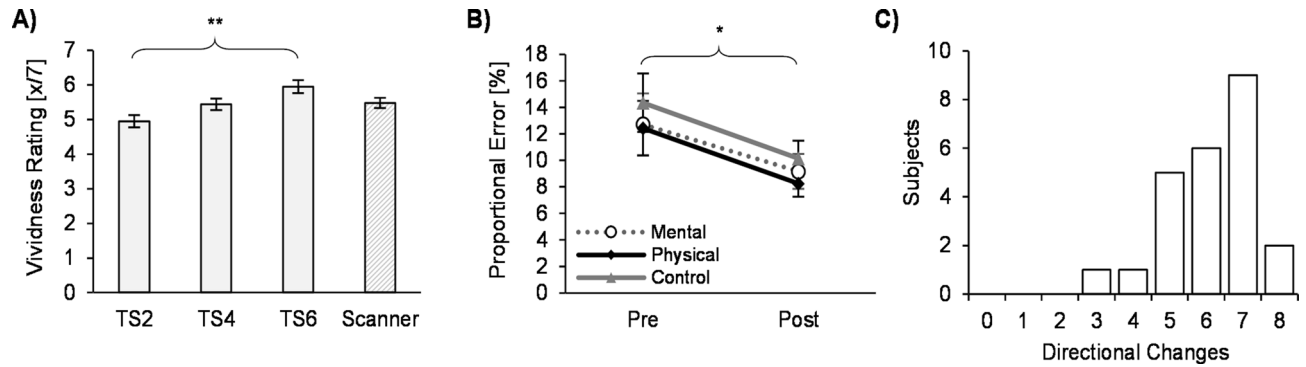 A)
**
Vividness Rating [x/7]
7
6
5
4
3
2
1
0
TS2 TS4 TS6 Scanner
B)
*
Proportional Error [%]
18
16
14
12
10
8
6
4
2
0
Mental
Physical
Control
Pre Post
C)
Subjects
10
8
6
4
2
0
0 1 2 3 4 5 6 7 8
Directional Changes